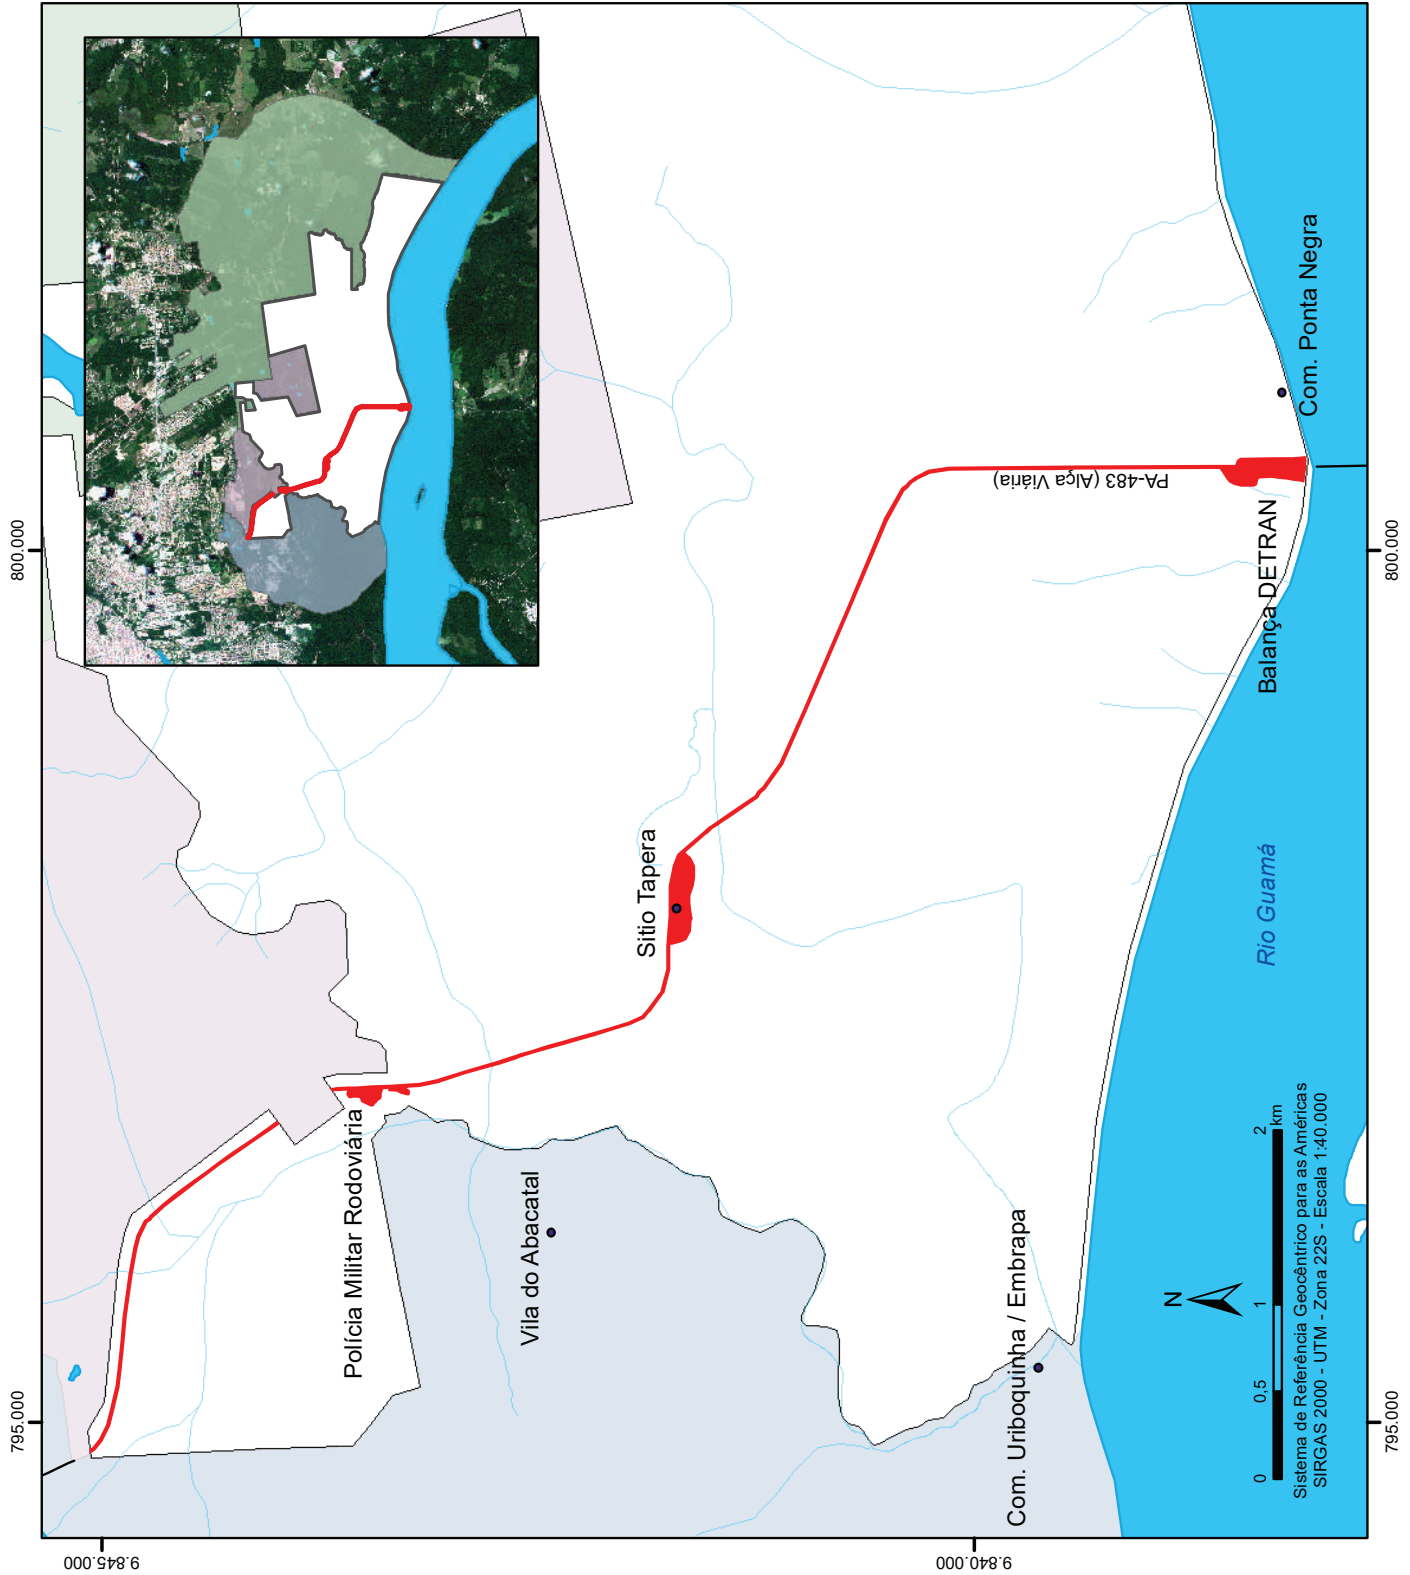 795.000
800.000
9.845.000
9.840.000
Polícia Militar Rodoviária
Vila do Abacatal
Sitio Tapera
Com. Uriboquinha / Embrapa
PA-483 (Alça Viária)
Balança DETRAN
Com. Ponta Negra
Rio Guamá
N
0 0,5 1 2
km
Sistema de Referência Geocêntrico para as Américas
SIRGAS 2000 - UTM - Zona 22S - Escala 1:40.000
795.000
800.000